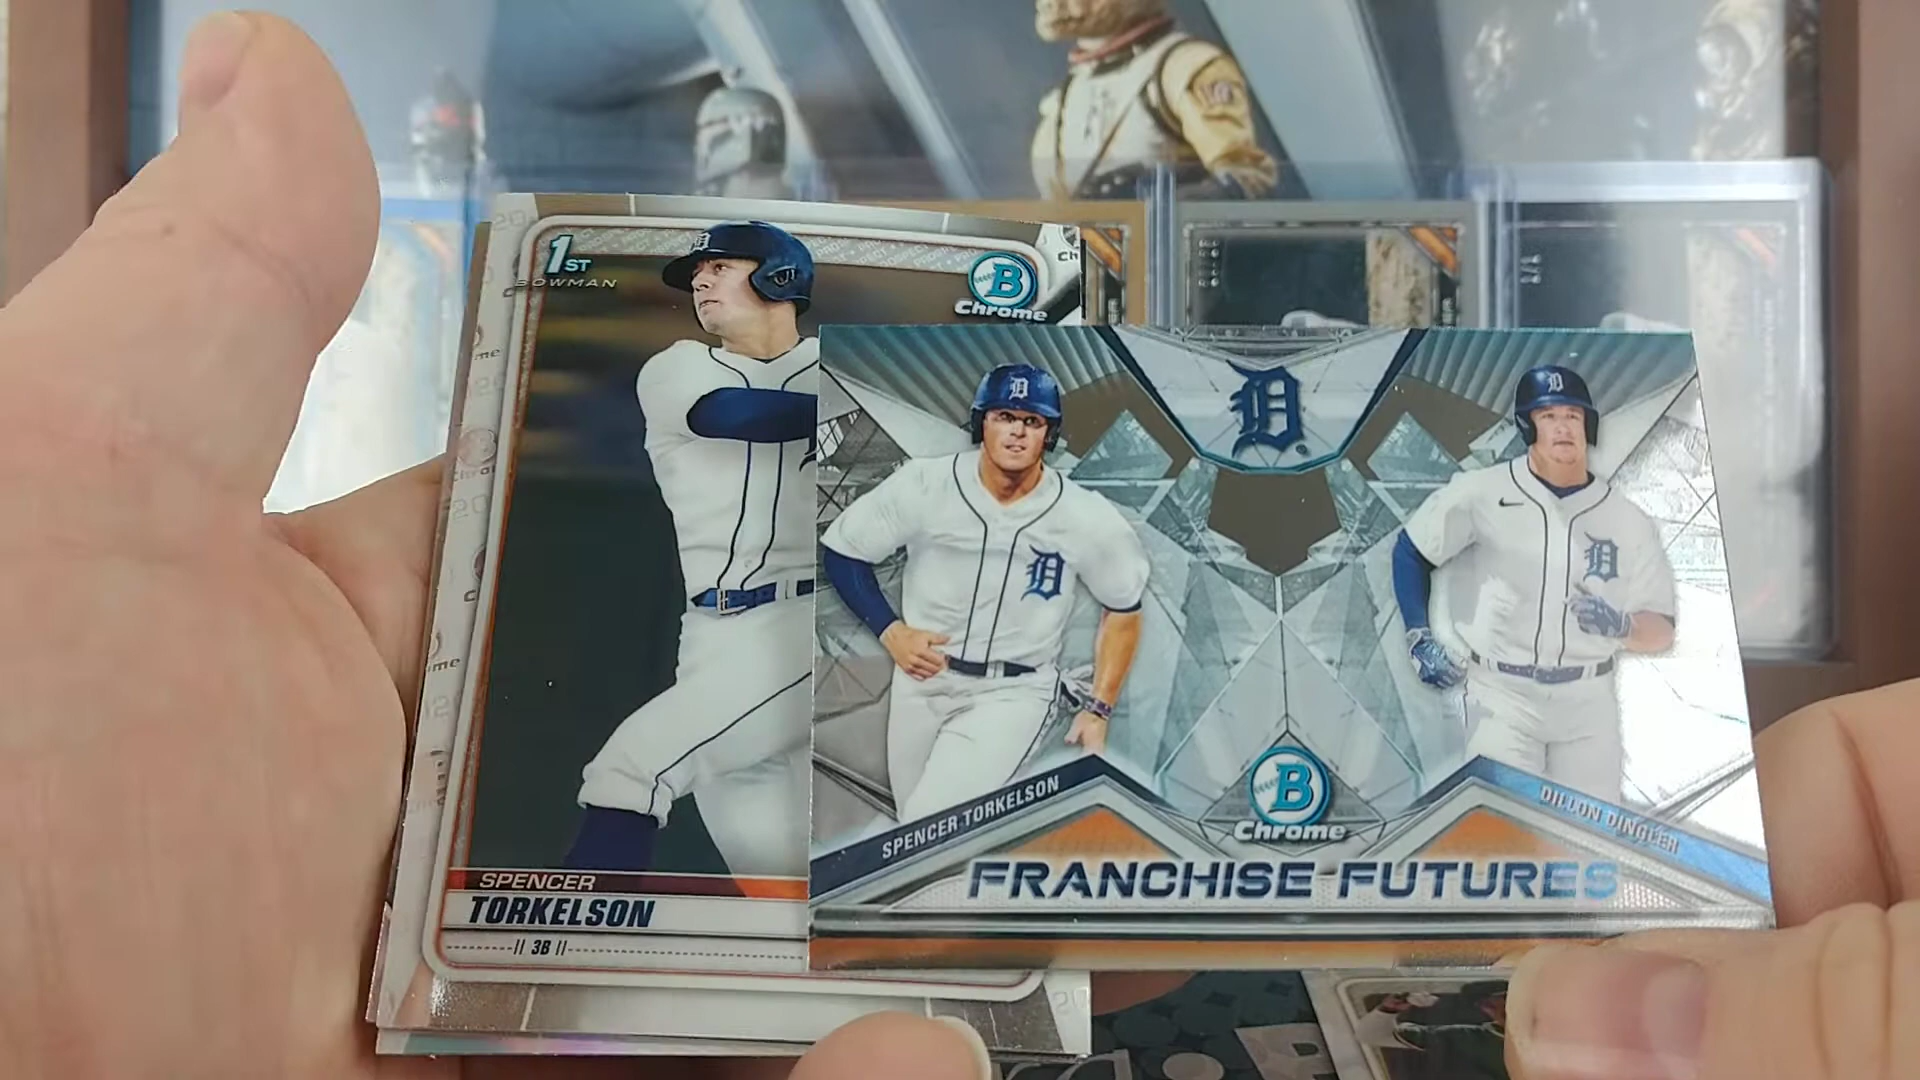 1ST
BOWMAN
B
Chrome
SPENCER
TORKELSON
// 3B //
D
SPENCER TORKELSON
B
Chrome
DILLON DINGLER
FRANCHISE FUTURES